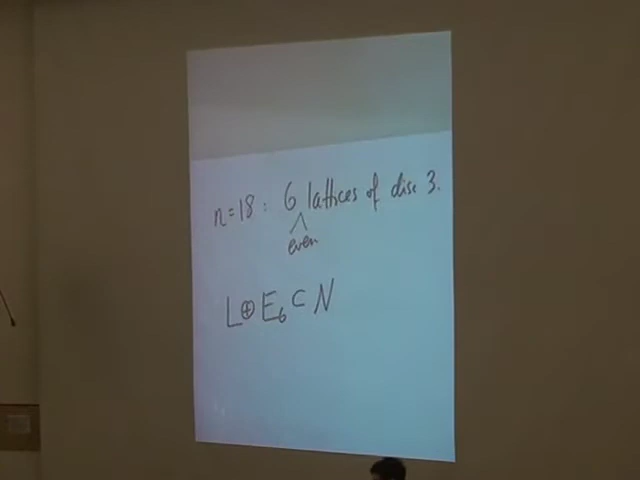 n=18 : 6 lattices of disc 3.
even
L⊕E₆ ⊂ N